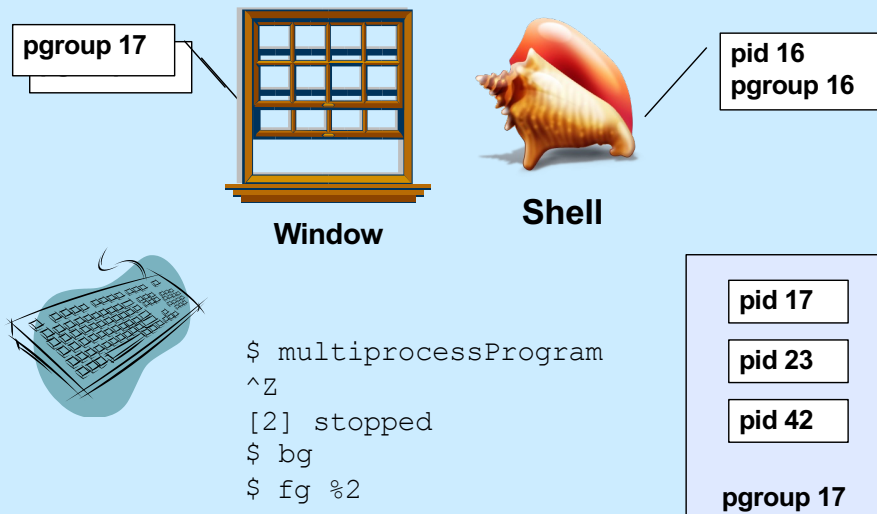 pgroup 17
pid 16
pgroup 16
Shell
Window
$ multiprocessProgram
^Z
[2] stopped
$ bg
$ fg %2
pid 17
pid 23
pid 42
pgroup 17